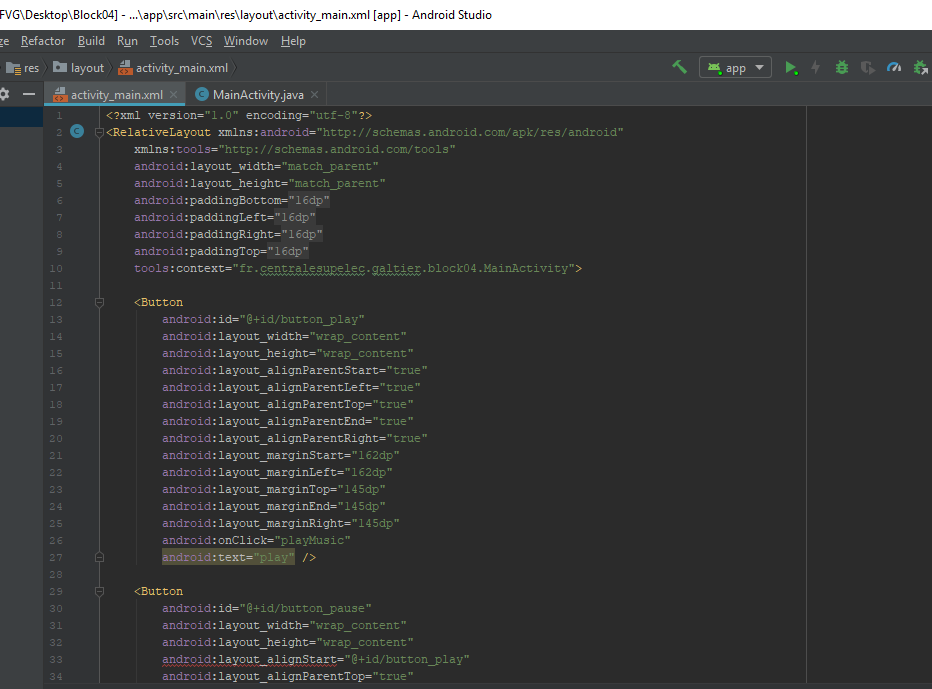 FVG\Desktop\Block04] - ...\app\src\main\res\layout\activity_main.xml [app] - Android Studio
ze Refactor Build Run Tools VCS Window Help
res layout activity_main.xml app
activity_main.xml MainActivity.java
1 <?xml version="1.0" encoding="utf-8"?>
2 <RelativeLayout xmlns:android="http://schemas.android.com/apk/res/android"
3 xmlns:tools="http://schemas.android.com/tools"
4 android:layout_width="match_parent"
5 android:layout_height="match_parent"
6 android:paddingBottom="16dp"
7 android:paddingLeft="16dp"
8 android:paddingRight="16dp"
9 android:paddingTop="16dp"
10 tools:context="fr.centralesupelec.galtier.block04.MainActivity">
11
12 <Button
13 android:id="@+id/button_play"
14 android:layout_width="wrap_content"
15 android:layout_height="wrap_content"
16 android:layout_alignParentStart="true"
17 android:layout_alignParentLeft="true"
18 android:layout_alignParentTop="true"
19 android:layout_alignParentEnd="true"
20 android:layout_alignParentRight="true"
21 android:layout_marginStart="162dp"
22 android:layout_marginLeft="162dp"
23 android:layout_marginTop="145dp"
24 android:layout_marginEnd="145dp"
25 android:layout_marginRight="145dp"
26 android:onClick="playMusic"
27 android:text="play" />
28
29 <Button
30 android:id="@+id/button_pause"
31 android:layout_width="wrap_content"
32 android:layout_height="wrap_content"
33 android:layout_alignStart="@+id/button_play"
34 android:layout_alignParentTop="true"